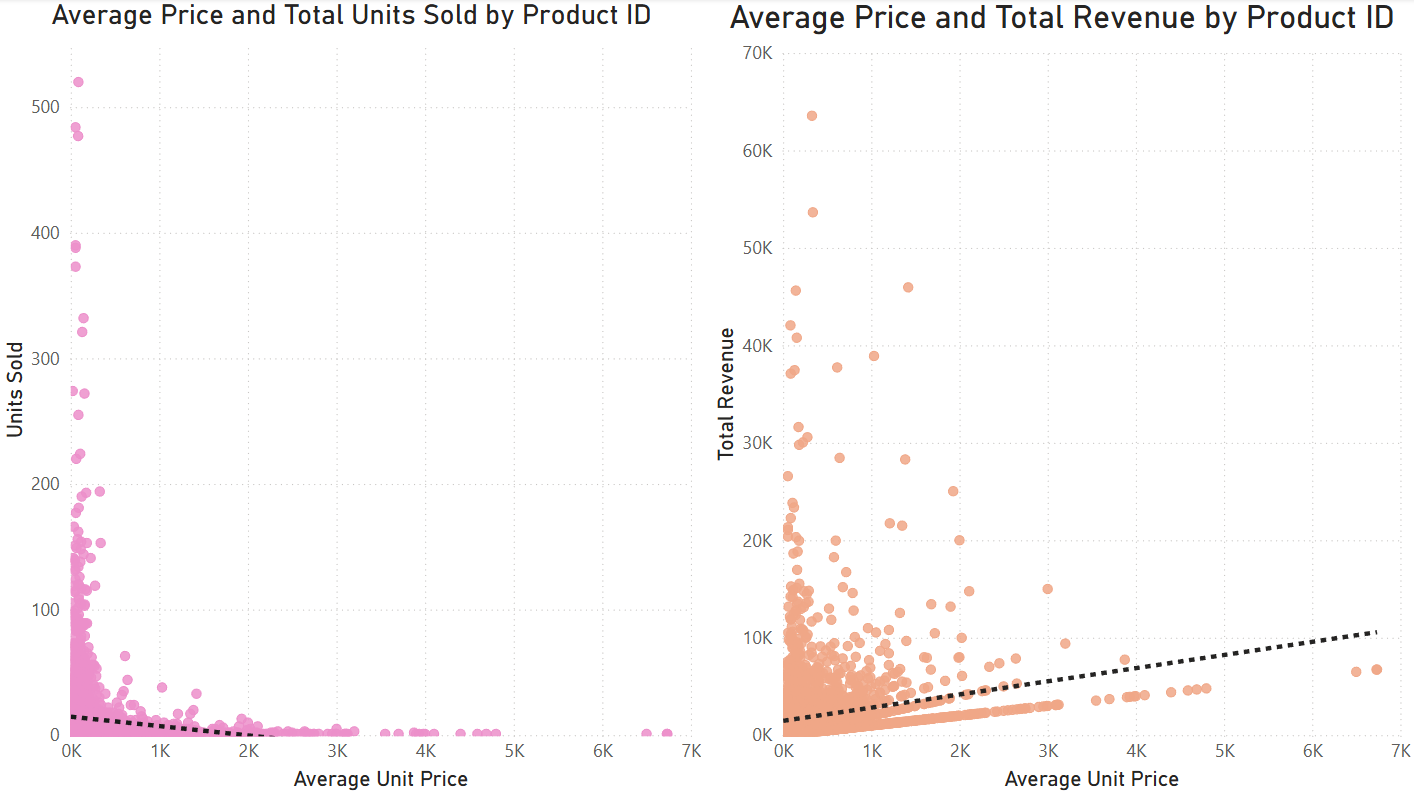 Average Price and Total Units Sold by Product ID
500
400
300
200
100
0
Units Sold
0K 1K 2K 3K 4K 5K 6K 7K
Average Unit Price
Average Price and Total Revenue by Product ID
70K
60K
50K
40K
30K
20K
10K
0K
Total Revenue
0K 1K 2K 3K 4K 5K 6K 7K
Average Unit Price